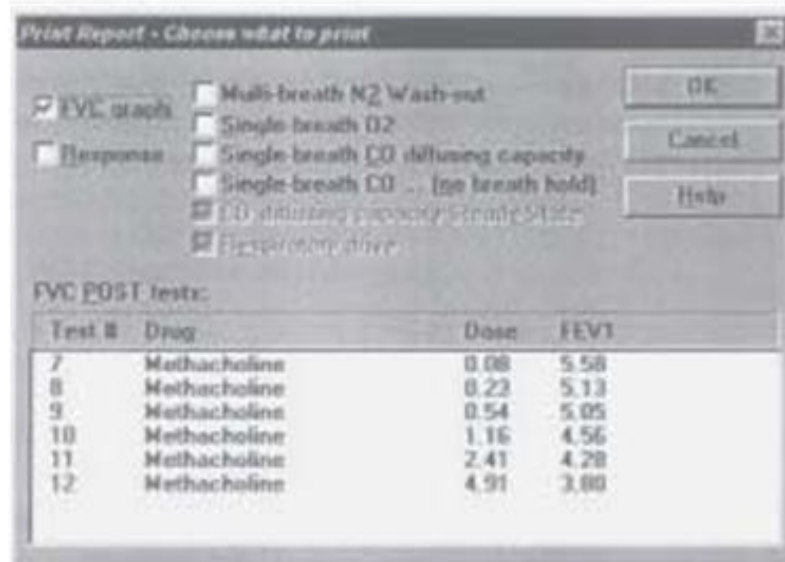 Print Report - Choose what to print
FVC graph
Response
Multi-breath N2 Wash-out
Single-breath O2
Single-breath CO diffusing capacity
Single-breath CO ... (no breath hold)
CO diffusing capacity Steady State
Respiratory drive
OK
Cancel
Help
FVC POST tests:
Test # Drug Dose FEV1
7 Methacholine 0.08 5.58
8 Methacholine 0.23 5.13
9 Methacholine 0.54 5.05
10 Methacholine 1.16 4.56
11 Methacholine 2.41 4.28
12 Methacholine 4.91 3.80